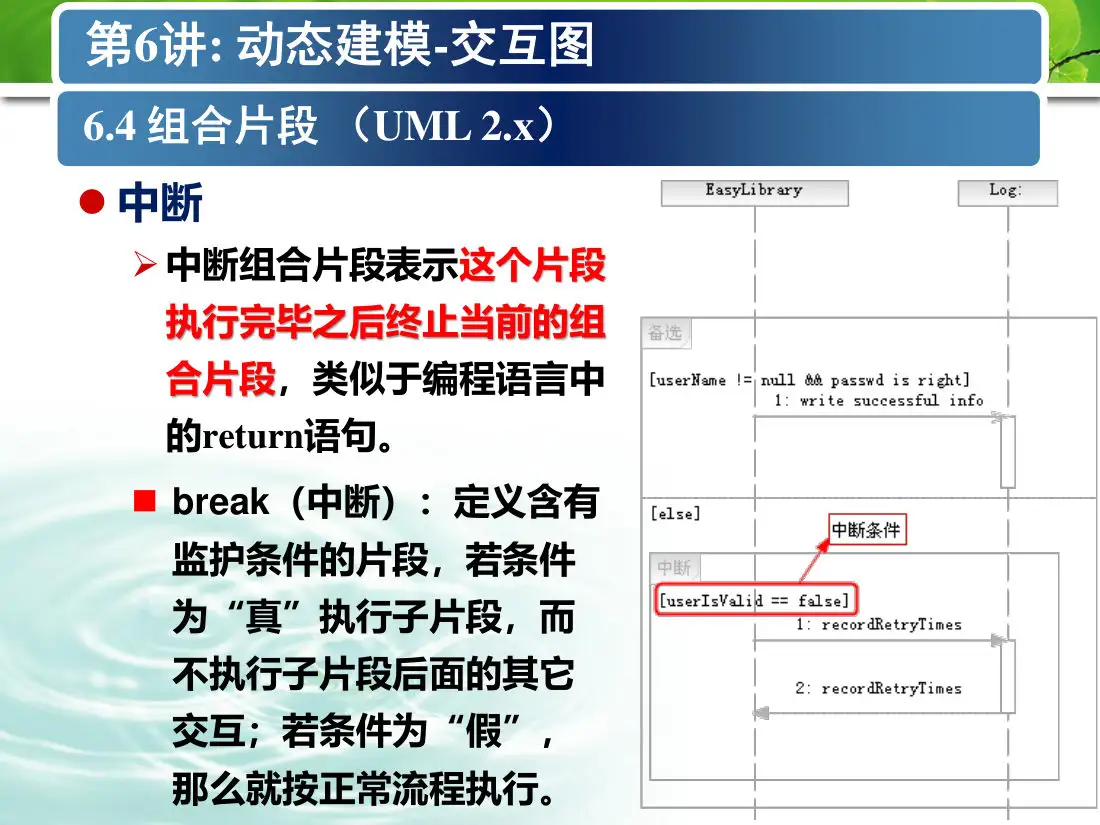 第6讲: 动态建模-交互图
6.4 组合片段 （UML 2.x）
中断
中断组合片段表示这个片段
执行完毕之后终止当前的组
合片段，类似于编程语言中
的return语句。
break（中断）：定义含有
监护条件的片段，若条件
为“真”执行子片段，而
不执行子片段后面的其它
交互；若条件为“假”，
那么就按正常流程执行。
EasyLibrary
Log:
备选
[userName != null && passwd is right]
1: write successful info
[else]
中断条件
中断
[userIsValid == false]
1: recordRetryTimes
2: recordRetryTimes